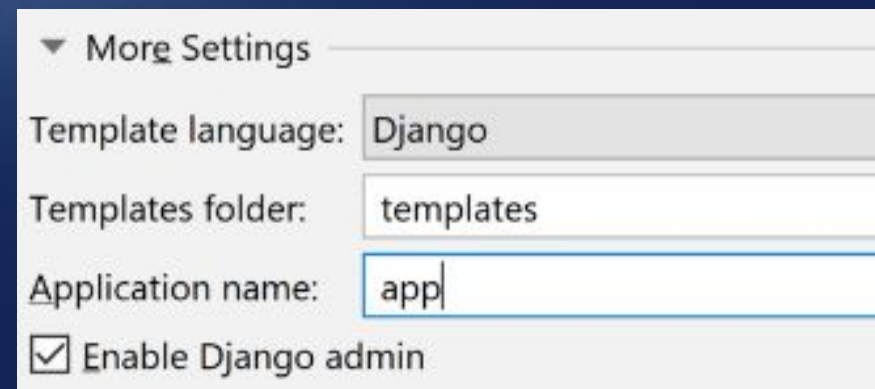 More Settings
Template language: Django
Templates folder: templates
Application name: app
Enable Django admin